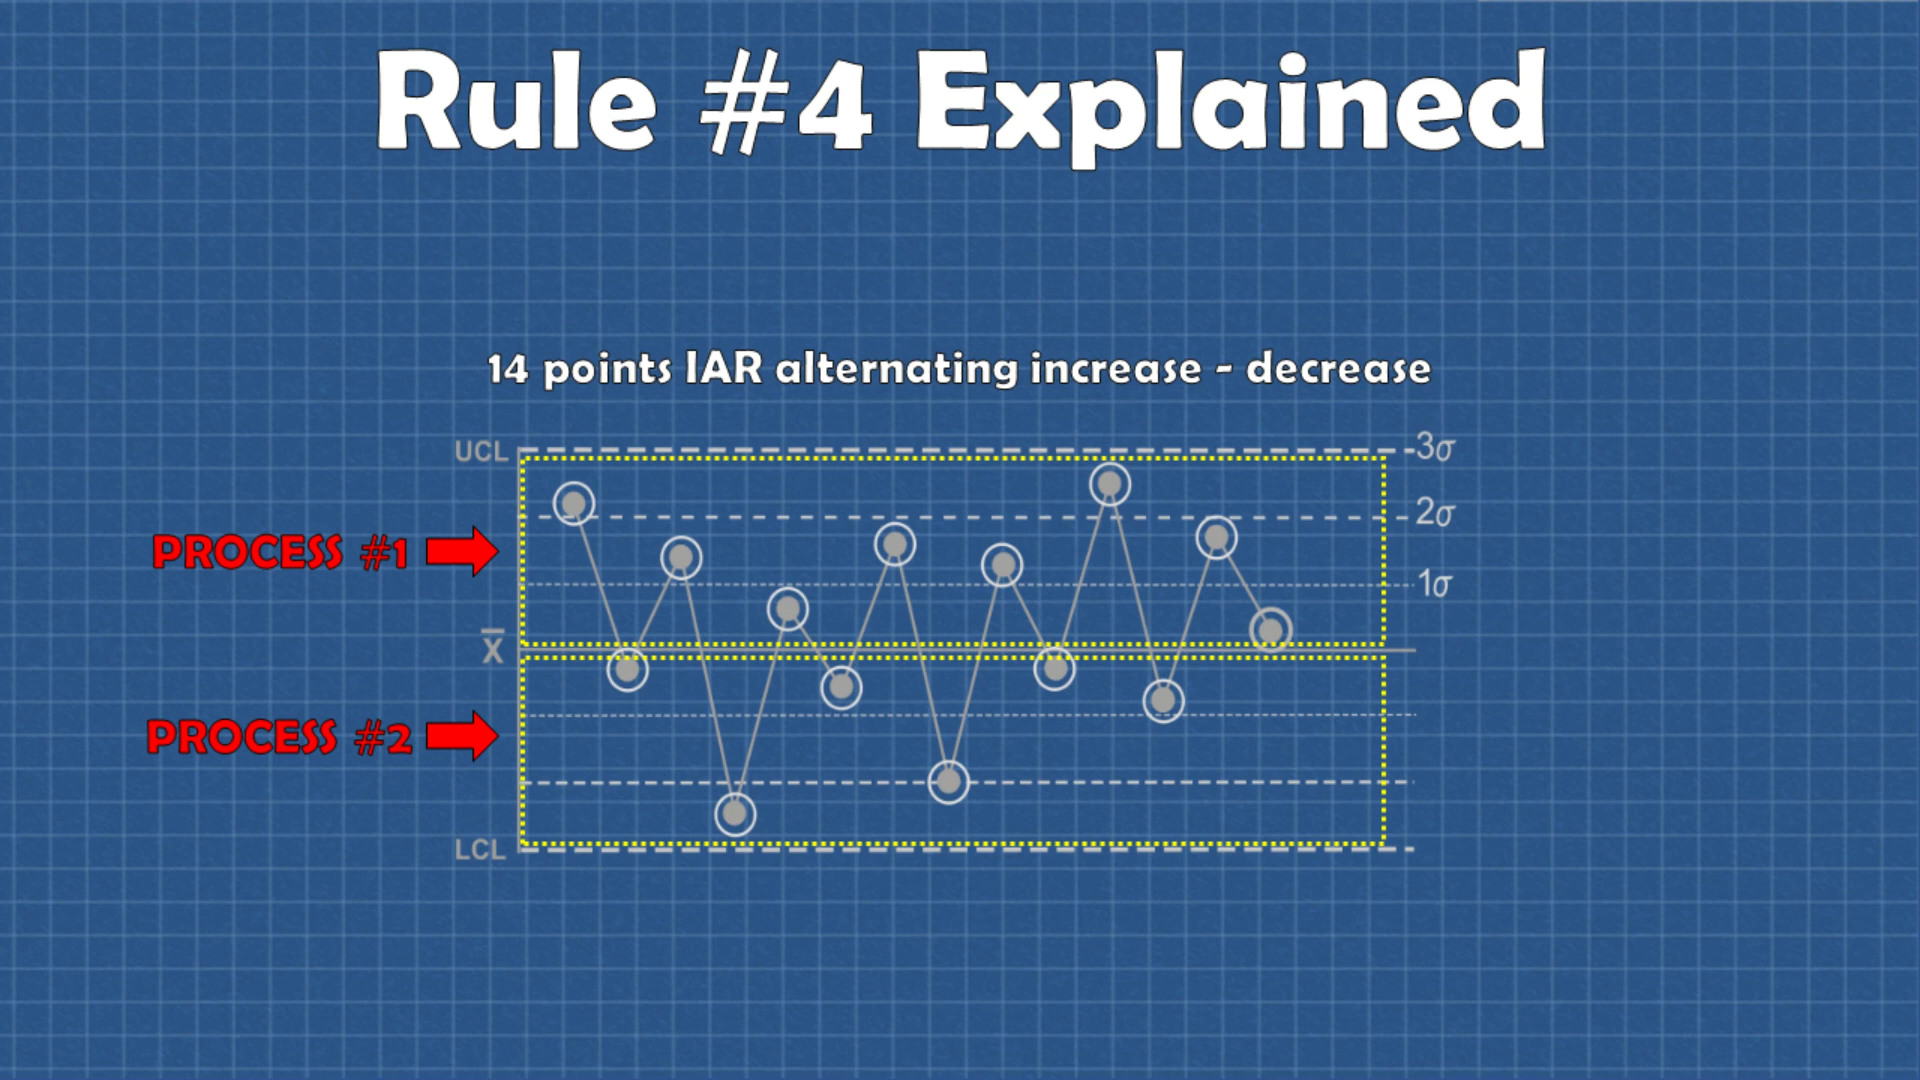 Rule #4 Explained
14 points IAR alternating increase - decrease
UCL
3σ
2σ
PROCESS #1
1σ
X̅
PROCESS #2
LCL